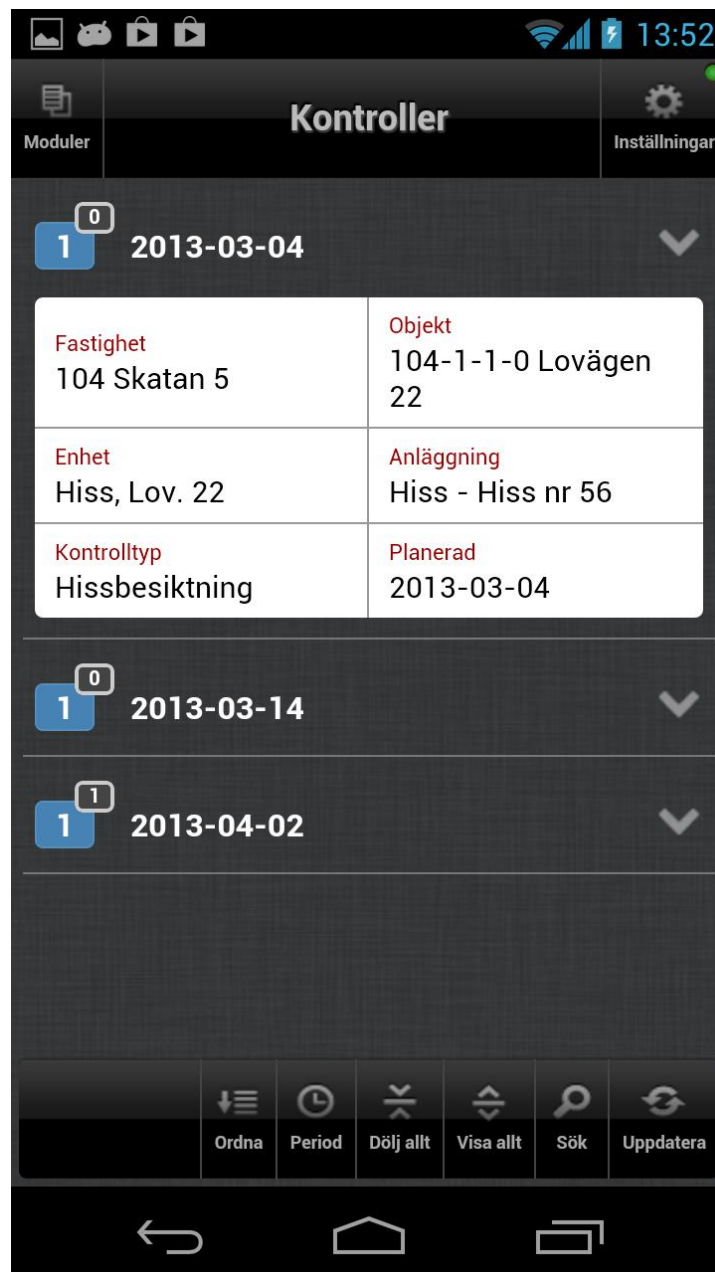 13:52
Moduler
Kontroller
Inställningar
0
1
2013-03-04
Fastighet
104 Skatan 5
Objekt
104-1-1-0 Lovägen
22
Enhet
Hiss, Lov. 22
Anläggning
Hiss - Hiss nr 56
Kontrolltyp
Hissbesiktning
Planerad
2013-03-04
0
1
2013-03-14
1
1
2013-04-02
Ordna
Period
Dölj allt
Visa allt
Sök
Uppdatera